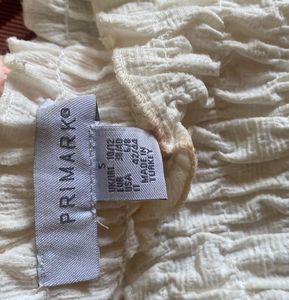 PRIMARK®
S
UK/IRL 10/12
EUR 38/40
USA 6/8
IT 42/44
MADE IN
TURKEY